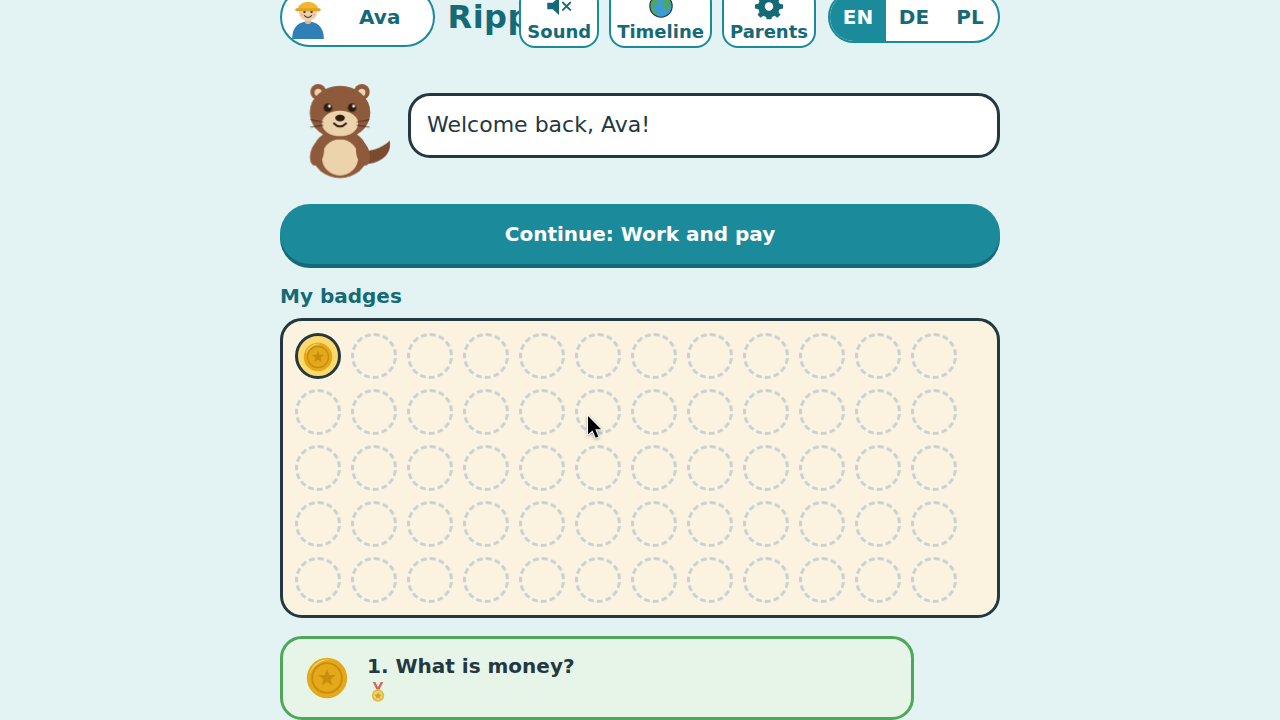 Ava
Ripp
Sound
Timeline
Parents
EN DE PL
Welcome back, Ava!
Continue: Work and pay
My badges
1. What is money?